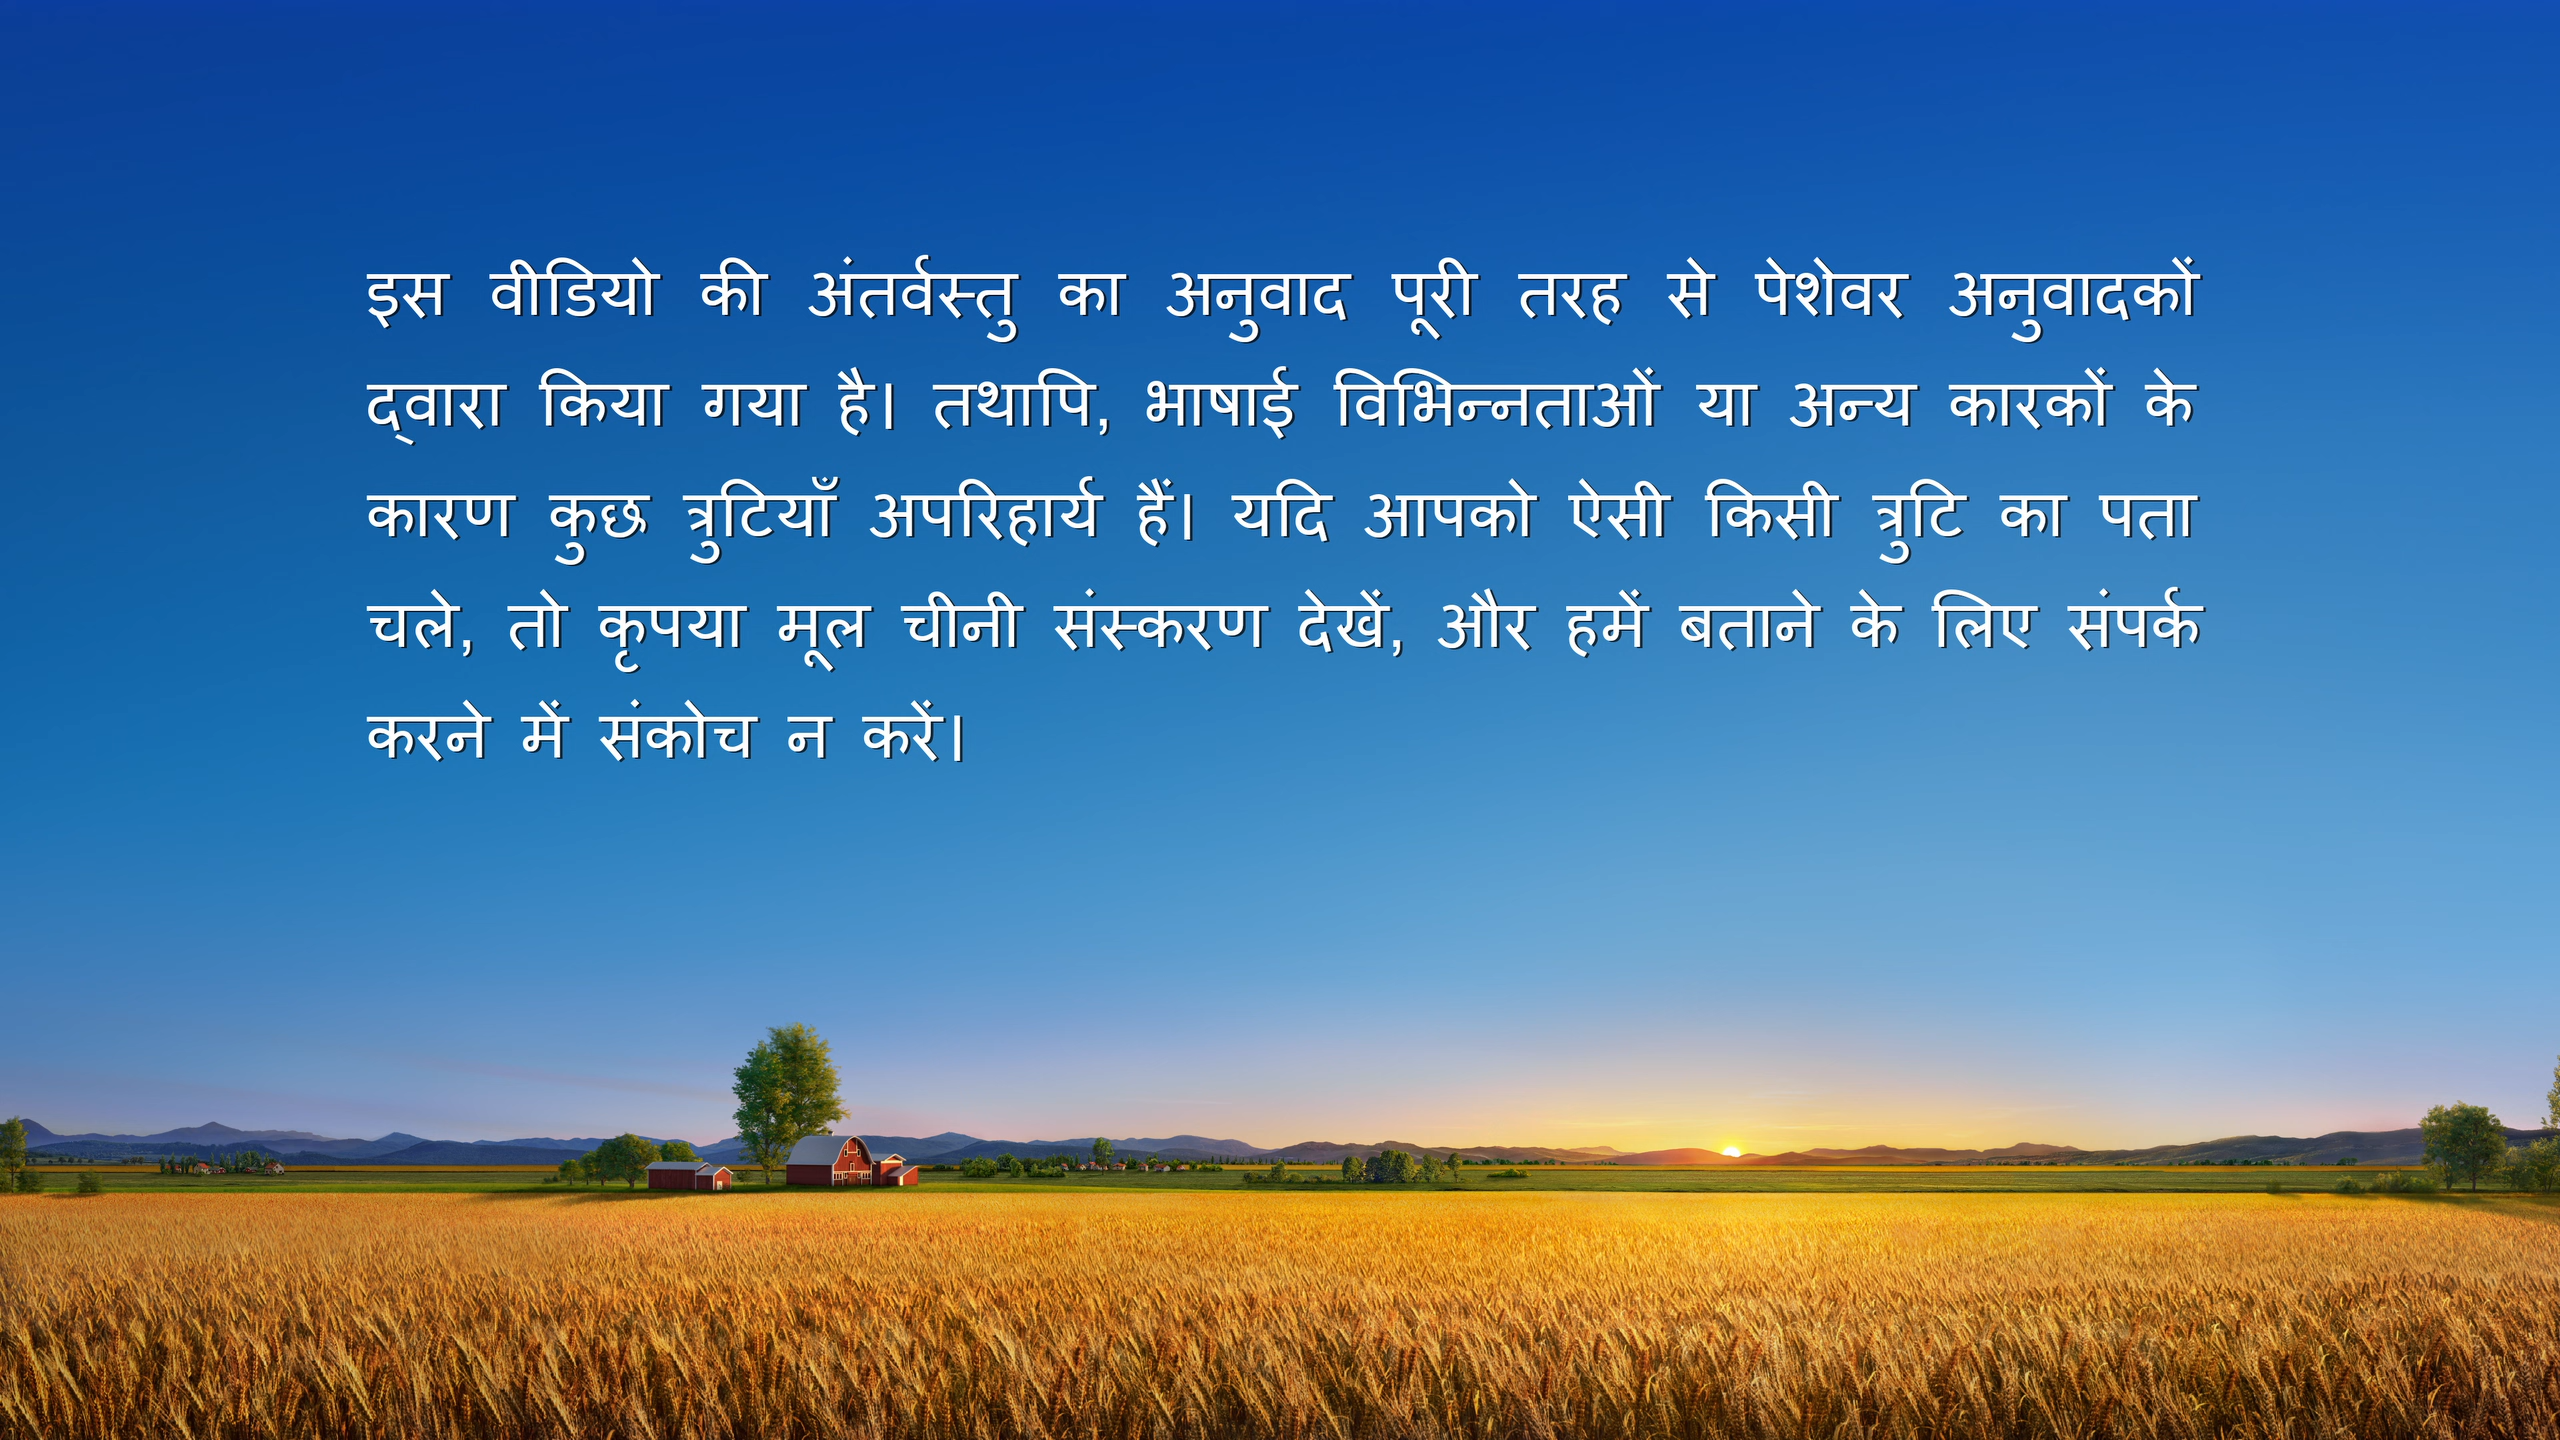 इस वीडियो की अंतर्वस्तु का अनुवाद पूरी तरह से पेशेवर अनुवादकों
द्वारा किया गया है। तथापि, भाषाई विभिन्नताओं या अन्य कारकों के
कारण कुछ त्रुटियाँ अपरिहार्य हैं। यदि आपको ऐसी किसी त्रुटि का पता
चले, तो कृपया मूल चीनी संस्करण देखें, और हमें बताने के लिए संपर्क
करने में संकोच न करें।